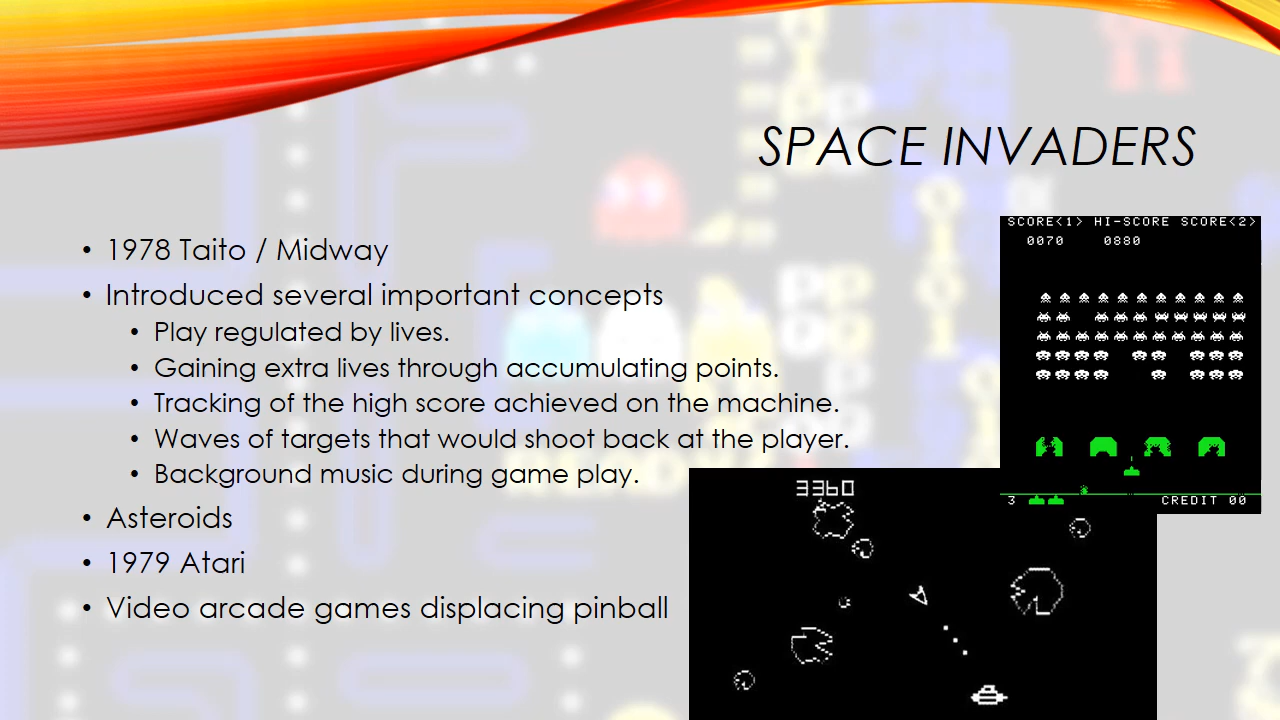 SPACE INVADERS
• 1978 Taito / Midway
• Introduced several important concepts
• Play regulated by lives.
• Gaining extra lives through accumulating points.
• Tracking of the high score achieved on the machine.
• Waves of targets that would shoot back at the player.
• Background music during game play.
• Asteroids
• 1979 Atari
• Video arcade games displacing pinball
SCORE<1> HI-SCORE SCORE<2>
0070 0880
3 CREDIT 00
3360